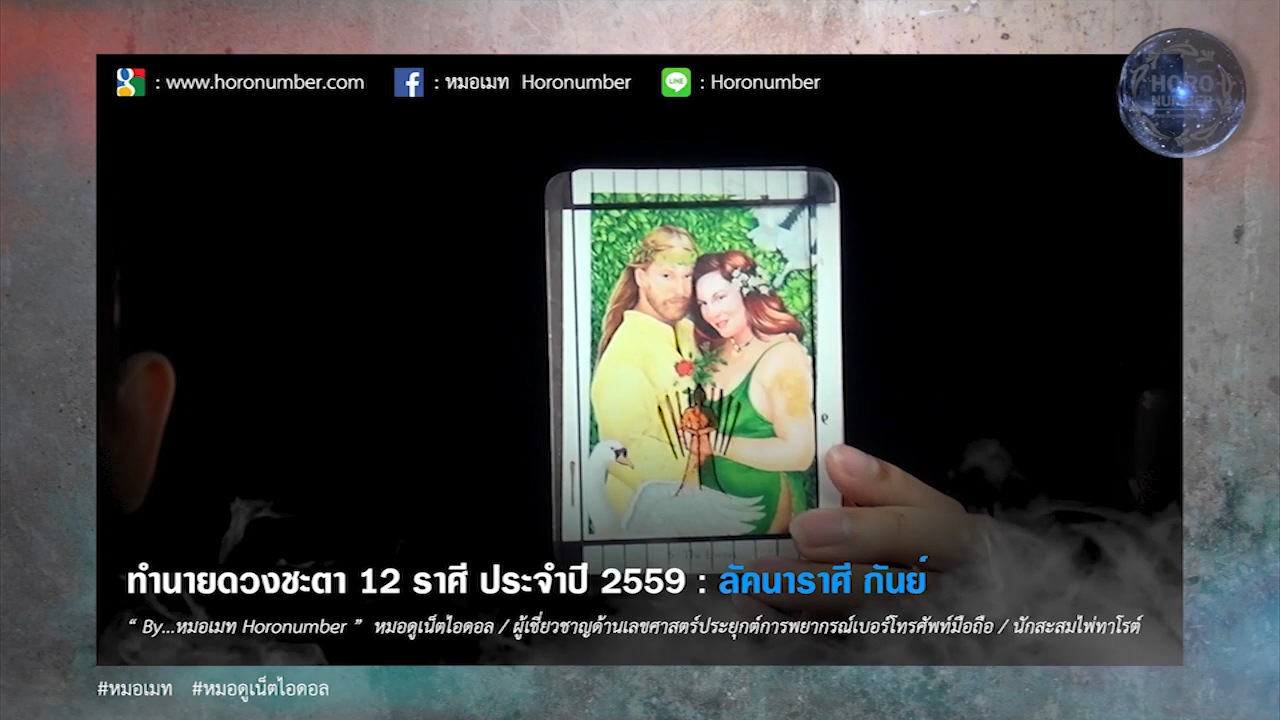 : www.horonumber.com
: หมอเมท Horonumber
LINE
: Horonumber
HORO
NUMBER
ทำนายดวงชะตา 12 ราศี ประจำปี 2559 : ลัคนาราศี กันย์
“ By...หมอเมท Horonumber ” หมอดูเน็ตไอดอล / ผู้เชี่ยวชาญด้านเลขศาสตร์ประยุกต์การพยากรณ์เบอร์โทรศัพท์มือถือ / นักสะสมไพ่ทาโรต์
#หมอเมท #หมอดูเน็ตไอดอล